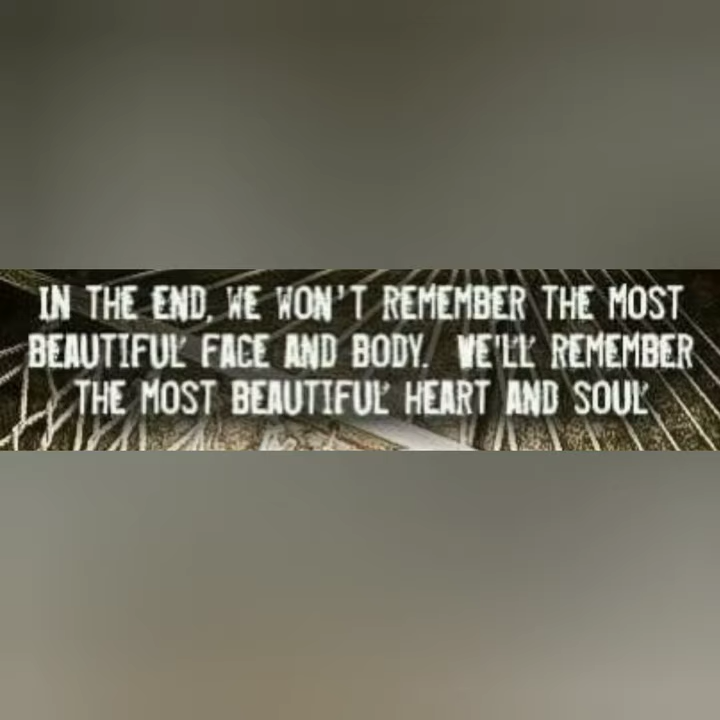 IN THE END, WE WON'T REMEMBER THE MOST
BEAUTIFUL FACE AND BODY. WE'LL REMEMBER
THE MOST BEAUTIFUL HEART AND SOUL